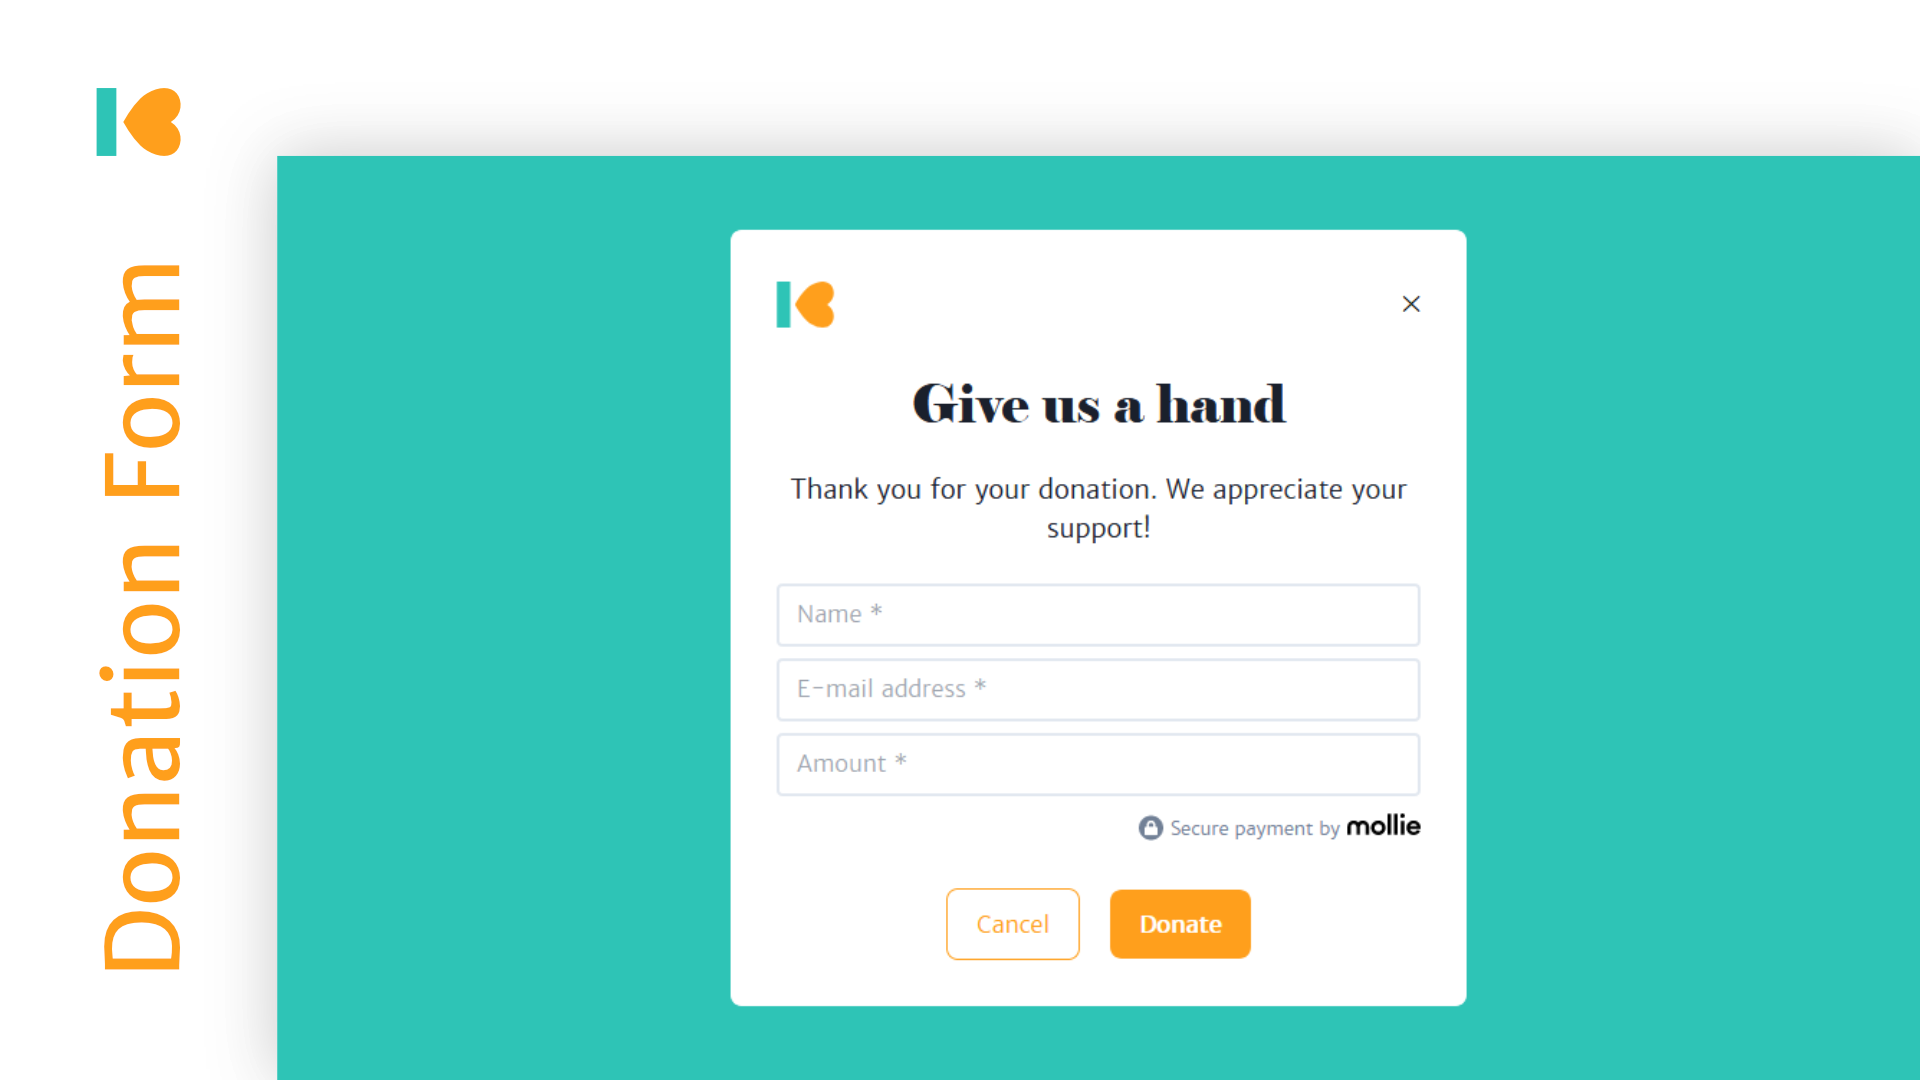 Donation Form
Give us a hand
Thank you for your donation. We appreciate your
support!
Name *
E-mail address *
Amount *
Secure payment by mollie
Cancel
Donate